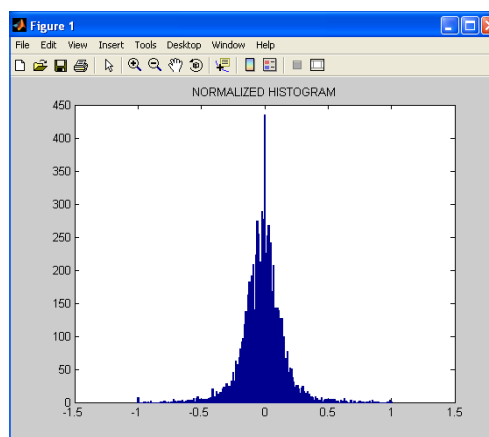 Figure 1
File Edit View Insert Tools Desktop Window Help
NORMALIZED HISTOGRAM
450
400
350
300
250
200
150
100
50
0
-1.5 -1 -0.5 0 0.5 1 1.5